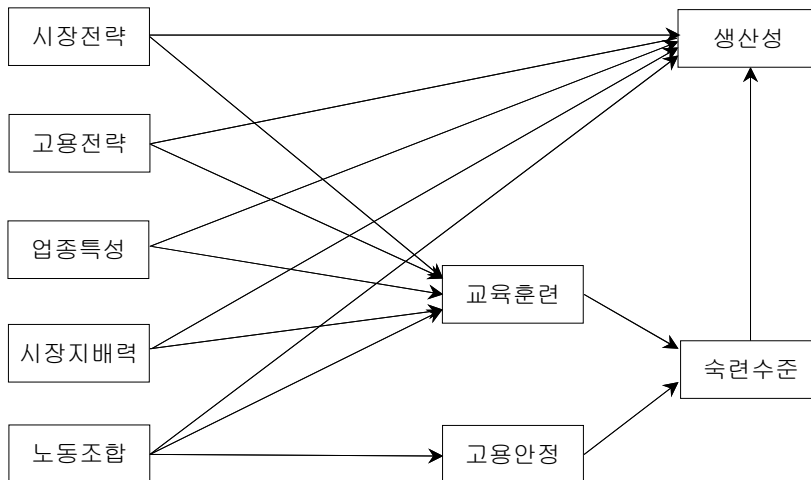 시장전략
생산성
고용전략
업종특성
교육훈련
시장지배력
숙련수준
노동조합
고용안정